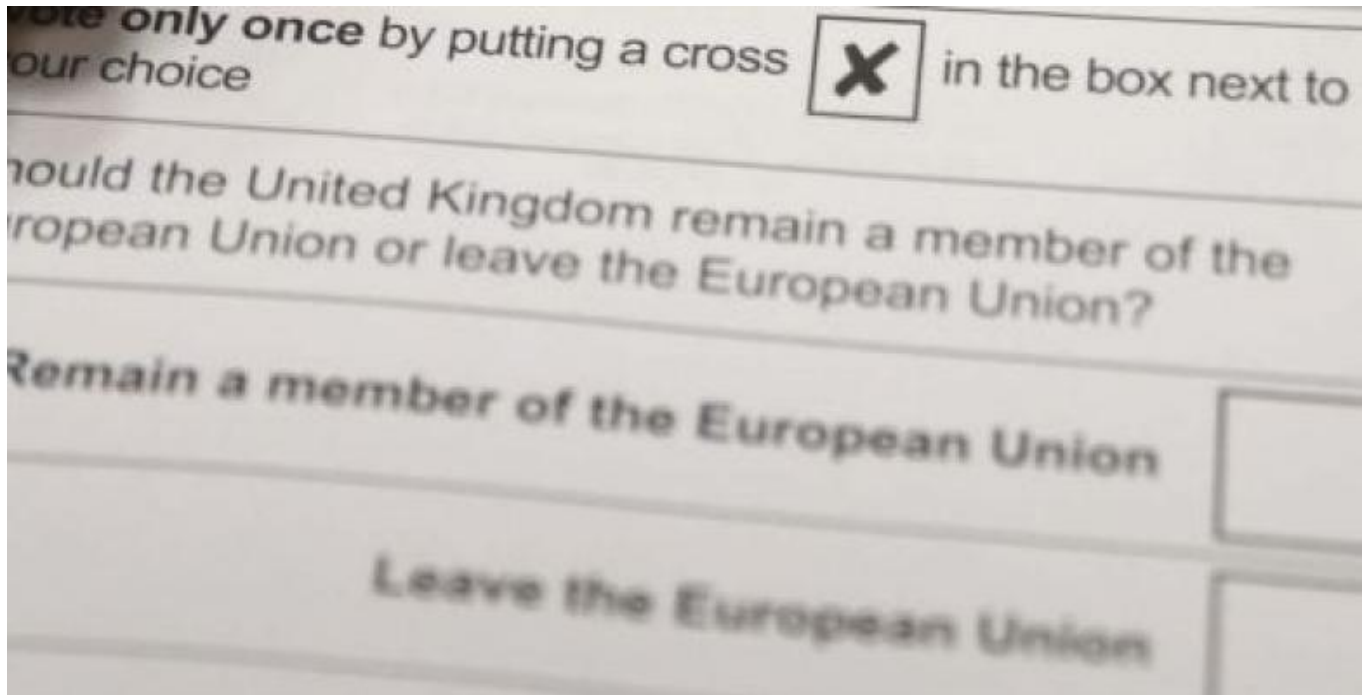 vote only once by putting a cross X in the box next to
our choice
hould the United Kingdom remain a member of the
ropean Union or leave the European Union?
Remain a member of the European Union
Leave the European Union